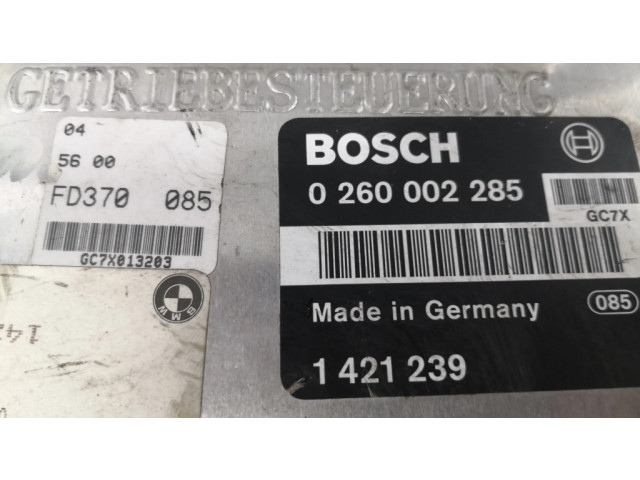 GETRIEBESTEUERUNG
04
56 00
FD370 085
GC7X013203
BMW
BOSCH
0 260 002 285
GC7X
Made in Germany
085
1 421 239